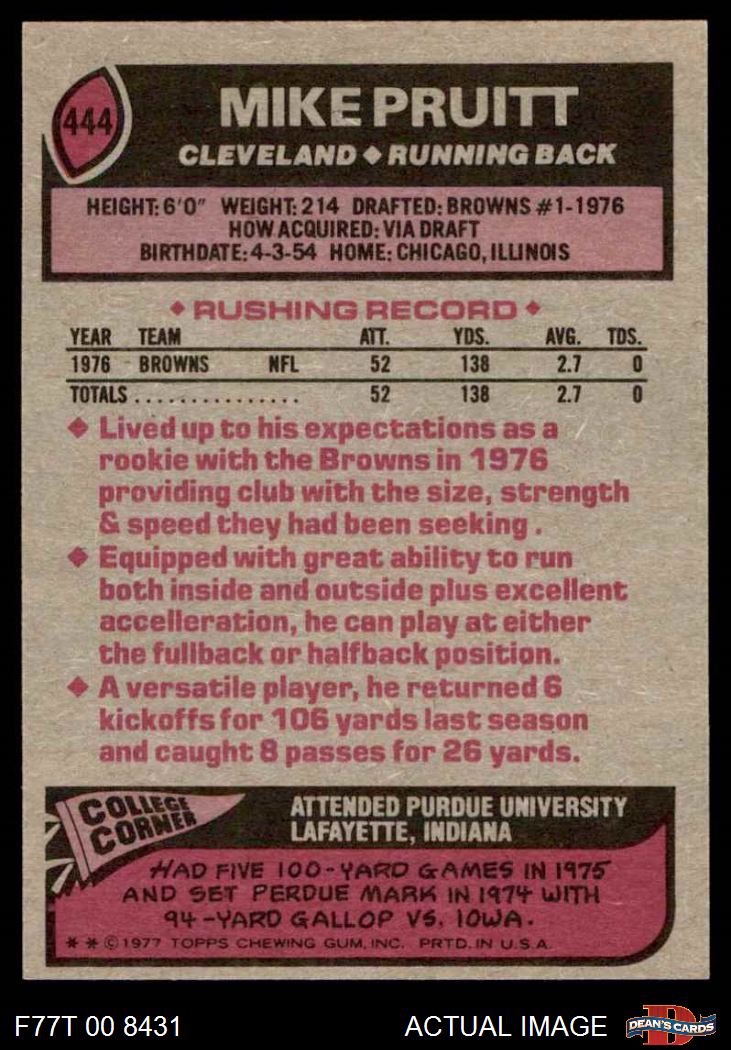 444
MIKE PRUITT
CLEVELAND ◆ RUNNING BACK
HEIGHT: 6'0" WEIGHT: 214 DRAFTED: BROWNS #1-1976
HOW ACQUIRED: VIA DRAFT
BIRTHDATE: 4-3-54 HOME: CHICAGO, ILLINOIS
◆ RUSHING RECORD ◆
YEAR TEAM ATT. YDS. AVG. TDS.
1976 BROWNS NFL 52 138 2.7 0
TOTALS............... 52 138 2.7 0
◆ Lived up to his expectations as a
rookie with the Browns in 1976
providing club with the size, strength
& speed they had been seeking .
◆ Equipped with great ability to run
both inside and outside plus excellent
accelleration, he can play at either
the fullback or halfback position.
◆ A versatile player, he returned 6
kickoffs for 106 yards last season
and caught 8 passes for 26 yards.
COLLEGE
CORNER
ATTENDED PURDUE UNIVERSITY
LAFAYETTE, INDIANA
HAD FIVE 100-YARD GAMES IN 1975
AND SET PERDUE MARK IN 1974 WITH
94-YARD GALLOP VS. IOWA.
* * © 1977 TOPPS CHEWING GUM, INC. PRTD. IN U.S.A.
F77T 00 8431 ACTUAL IMAGE D DEAN'S CARDS